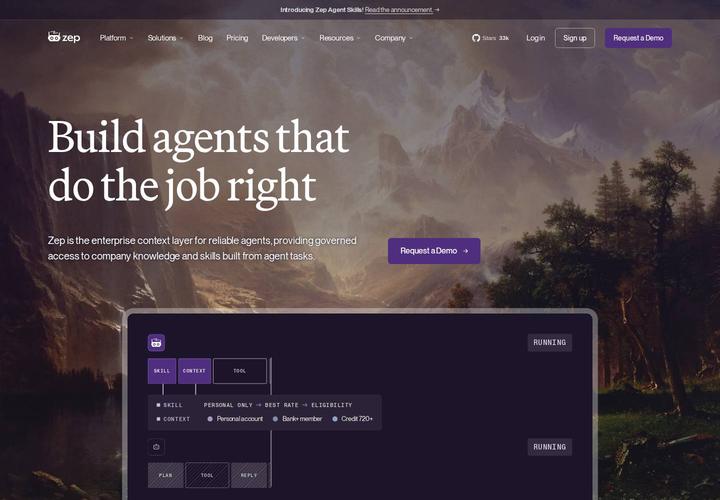 Introducing Zep Agent Skills! Read the announcement. →
zep Platform Solutions Blog Pricing Developers Resources Company Stars 33k Log in Sign up Request a Demo
Build agents that
do the job right
Zep is the enterprise context layer for reliable agents, providing governed
access to company knowledge and skills built from agent tasks.
Request a Demo →
RUNNING
SKILL CONTEXT TOOL
SKILL PERSONAL ONLY → BEST RATE → ELIGIBILITY
CONTEXT Personal account Bank+ member Credit 720+
RUNNING
PLAN TOOL REPLY